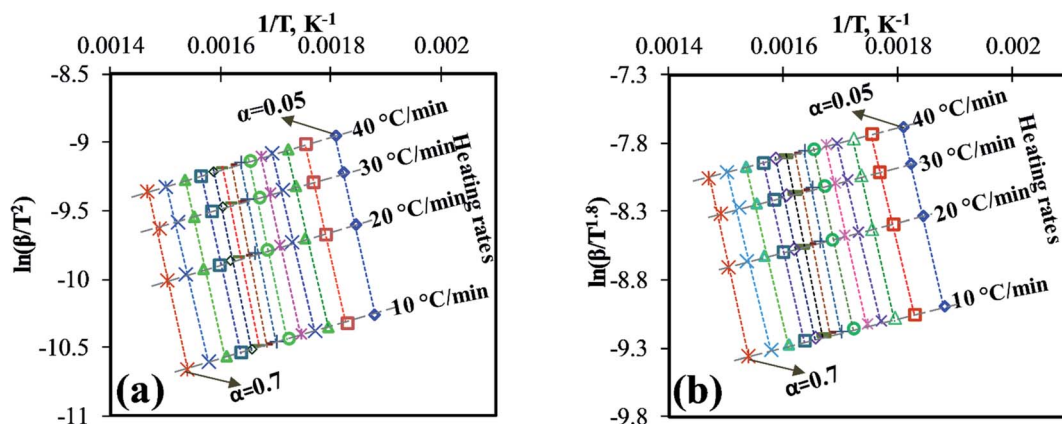 1/T, K-1
0.0014 0.0016 0.0018 0.002
-8.5
-9
-9.5
-10
-10.5
-11
ln(β/T2)
α=0.05
40 °C/min
30 °C/min
20 °C/min
10 °C/min
Heating rates
α=0.7
(a)
1/T, K-1
0.0014 0.0016 0.0018 0.002
-7.3
-7.8
-8.3
-8.8
-9.3
-9.8
ln(β/T1.8)
α=0.05
40 °C/min
30 °C/min
20 °C/min
10 °C/min
Heating rates
α=0.7
(b)